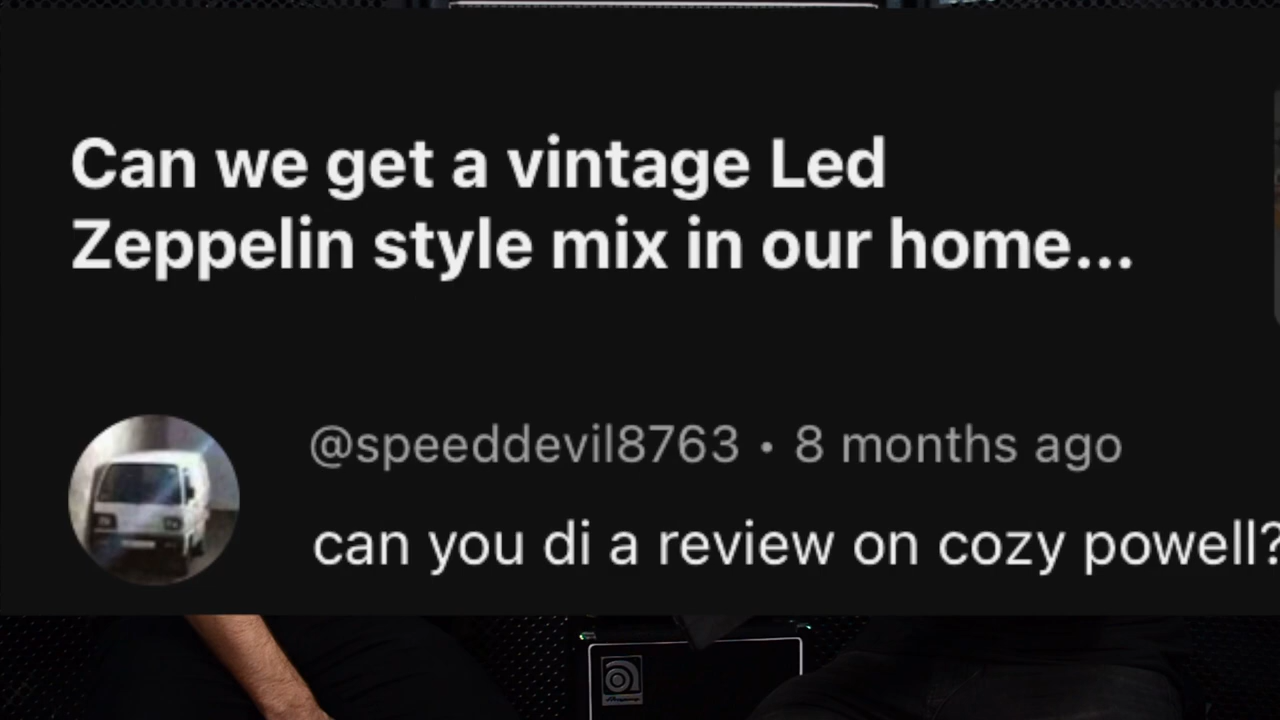 Can we get a vintage Led
Zeppelin style mix in our home...
@speeddevil8763 • 8 months ago
can you di a review on cozy powell?
Ampeg